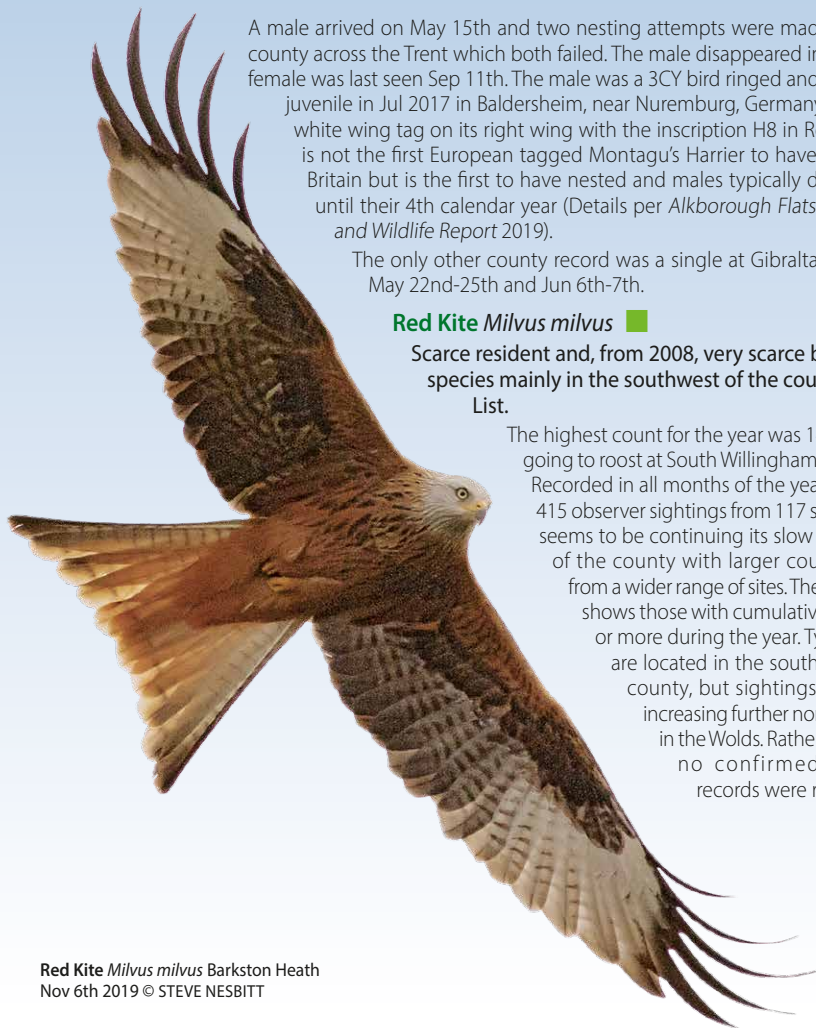 A male arrived on May 15th and two nesting attempts were mad
county across the Trent which both failed. The male disappeared i
female was last seen Sep 11th. The male was a 3CY bird ringed and
juvenile in Jul 2017 in Baldersheim, near Nuremburg, Germany
white wing tag on its right wing with the inscription H8 in R
is not the first European tagged Montagu's Harrier to have
Britain but is the first to have nested and males typically d
until their 4th calendar year (Details per Alkborough Flats
and Wildlife Report 2019).
The only other county record was a single at Gibralta
May 22nd-25th and Jun 6th-7th.
Red Kite Milvus milvus
Scarce resident and, from 2008, very scarce b
species mainly in the southwest of the cou
List.
The highest count for the year was 1
going to roost at South Willingham
Recorded in all months of the yea
415 observer sightings from 117 s
seems to be continuing its slow
of the county with larger cou
from a wider range of sites. The
shows those with cumulativ
or more during the year. Ty
are located in the south
county, but sightings
increasing further nor
in the Wolds. Rathe
no confirmed
records were r
Red Kite Milvus milvus Barkston Heath
Nov 6th 2019 © STEVE NESBITT